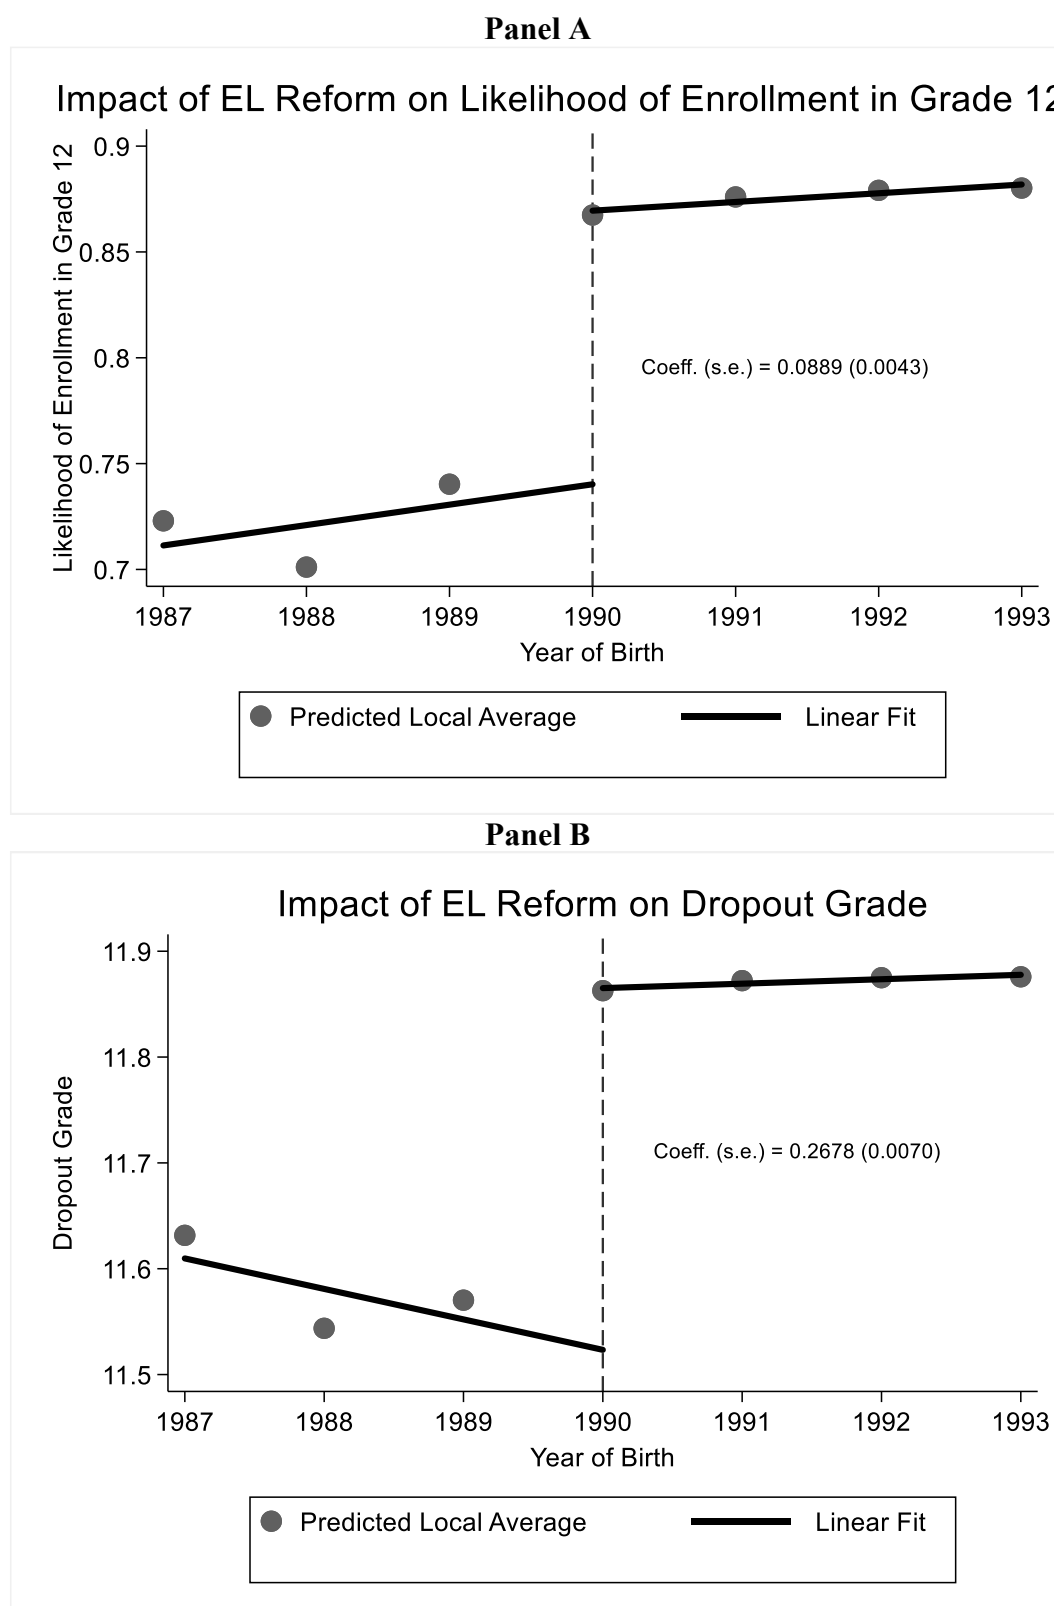 Panel A
Impact of EL Reform on Likelihood of Enrollment in Grade 12
Likelihood of Enrollment in Grade 12
0.9
0.85
0.8
0.75
0.7
Coeff. (s.e.) = 0.0889 (0.0043)
1987 1988 1989 1990 1991 1992 1993
Year of Birth
Predicted Local Average Linear Fit
Panel B
Impact of EL Reform on Dropout Grade
Dropout Grade
11.9
11.8
11.7
11.6
11.5
Coeff. (s.e.) = 0.2678 (0.0070)
1987 1988 1989 1990 1991 1992 1993
Year of Birth
Predicted Local Average Linear Fit